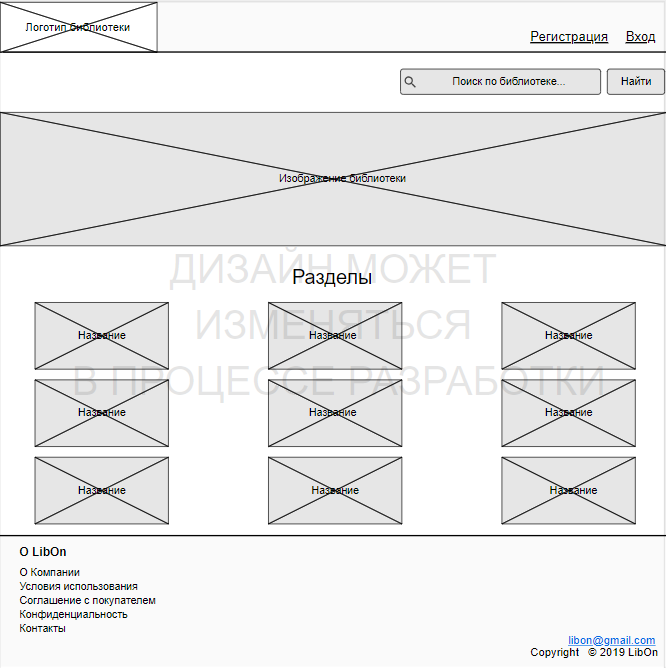 Логотип библиотеки
Регистрация Вход
Поиск по библиотеке... Найти
Изображение библиотеки
ДИЗАЙН МОЖЕТ
ИЗМЕНЯТЬСЯ
В ПРОЦЕССЕ РАЗРАБОТКИ
Разделы
Название Название Название
Название Название Название
Название Название Название
О LibOn
О Компании
Условия использования
Соглашение с покупателем
Конфиденциальность
Контакты
libon@gmail.com
Copyright © 2019 LibOn